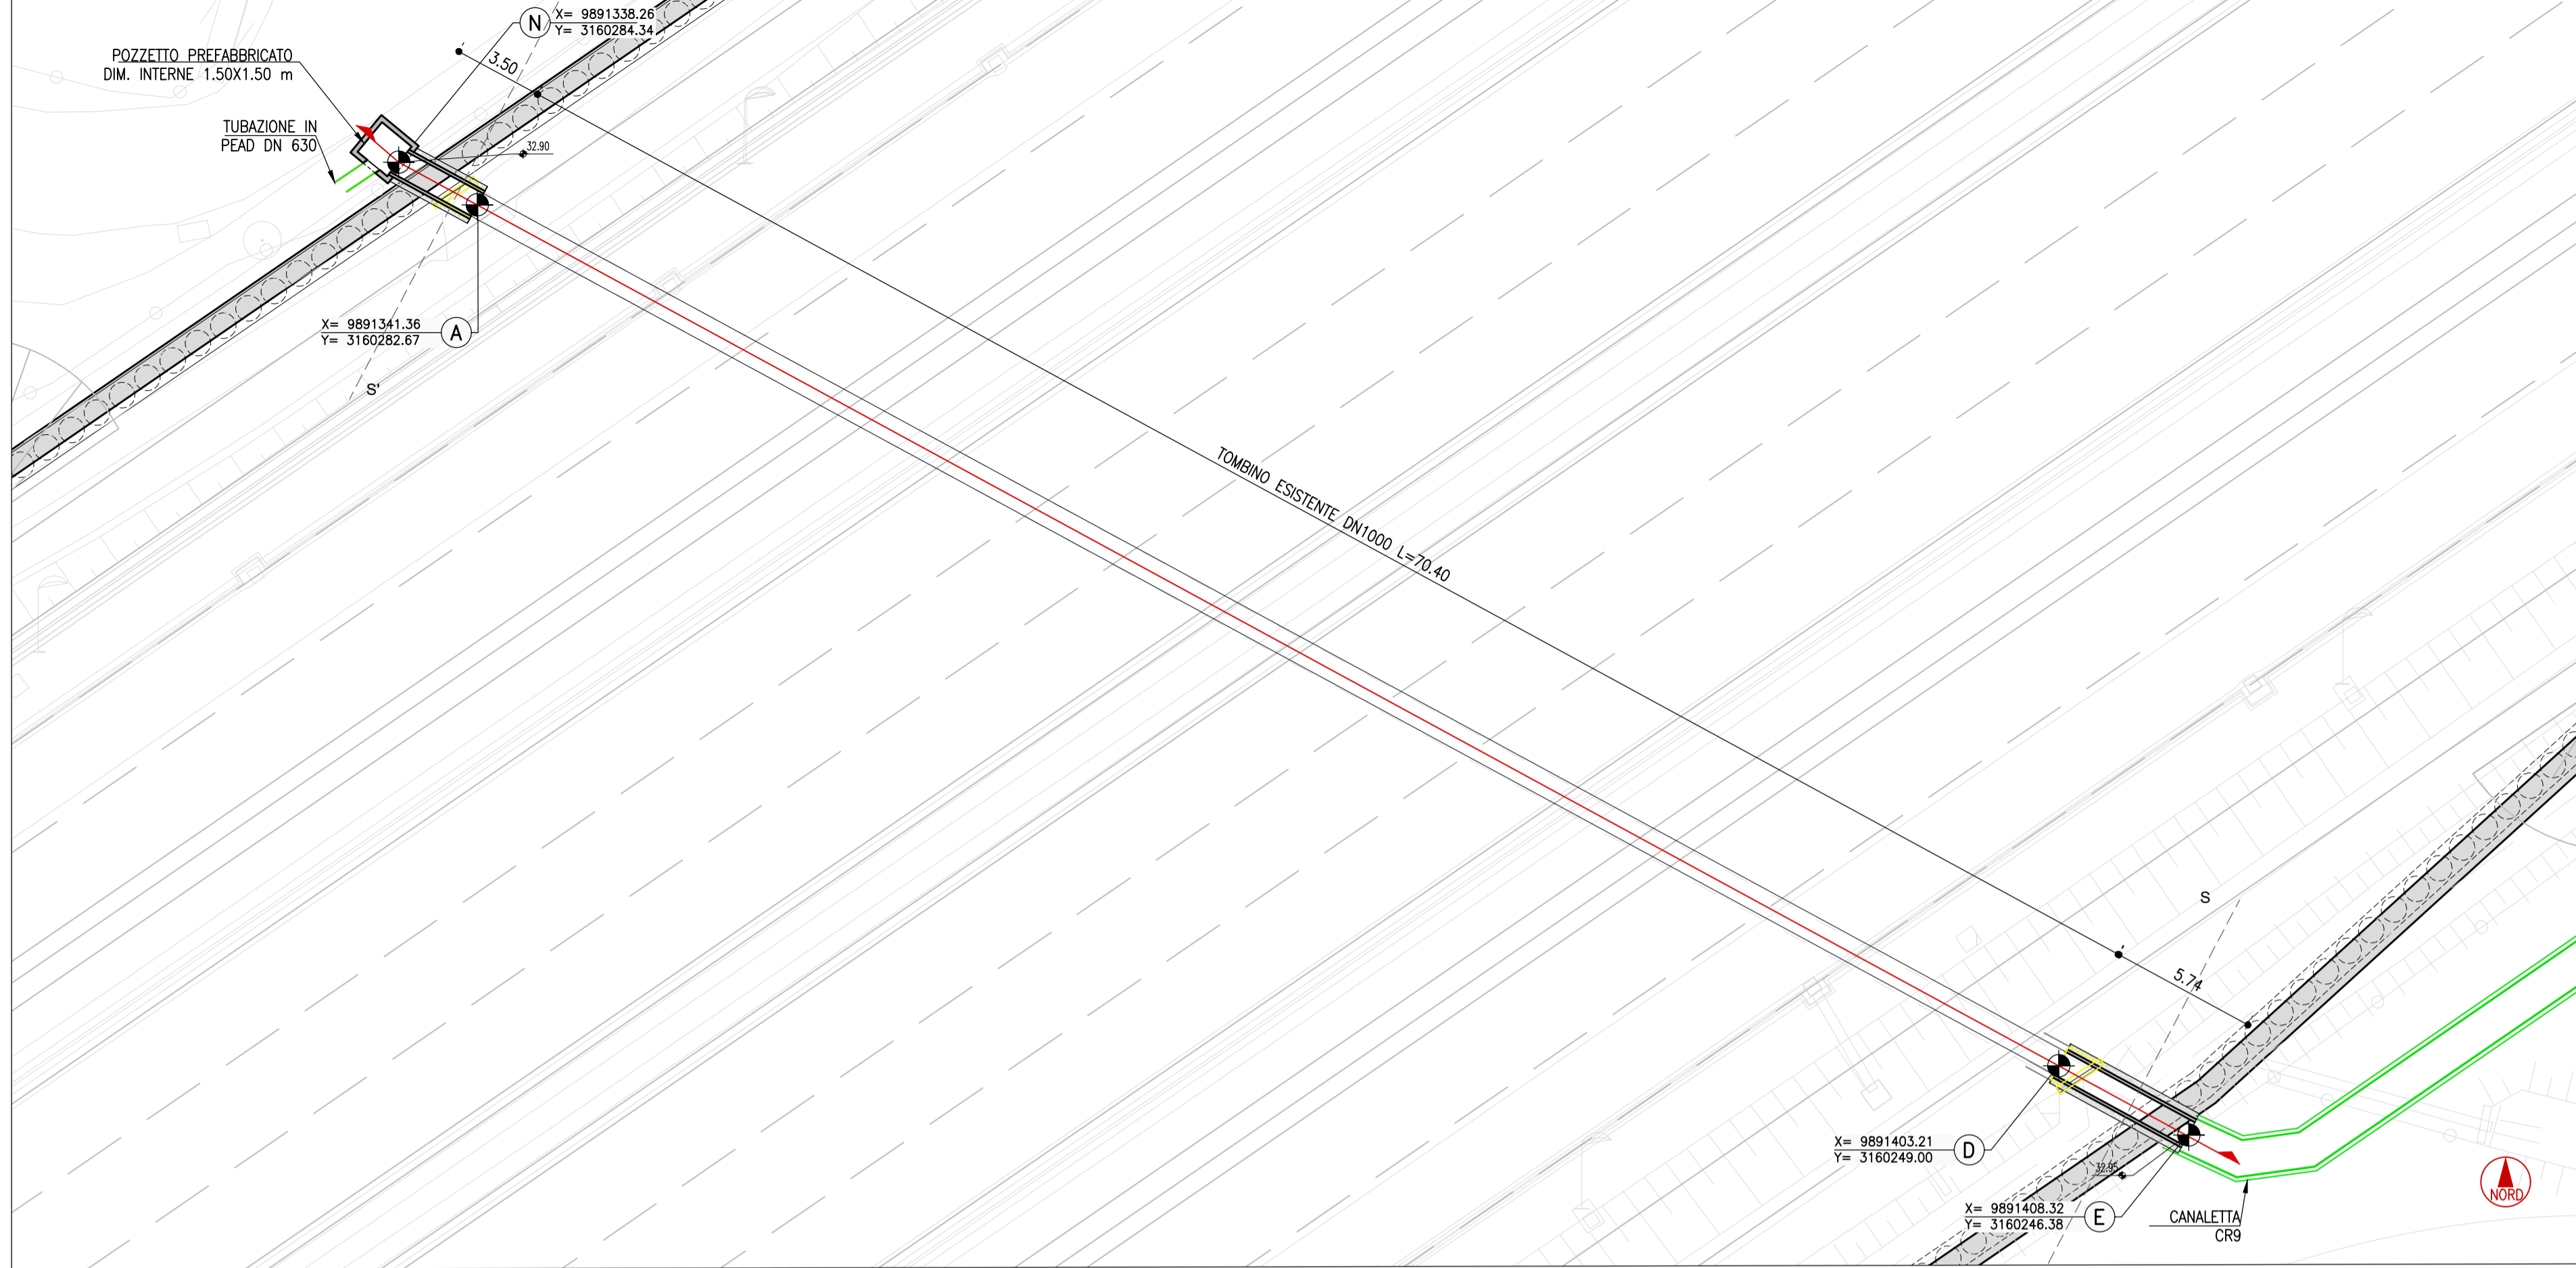 N
X= 9891338.26
Y= 3160284.34
POZZETTO PREFABBRICATO
DIM. INTERNE 1.50X1.50 m
3.50
TUBAZIONE IN
PEAD DN 630
32.90
X= 9891341.36
Y= 3160282.67
A
S'
TOMBINO ESISTENTE DN1000 L=70.40
S
5.74
X= 9891403.21
Y= 3160249.00
D
32.95
X= 9891408.32
Y= 3160246.38
E
CANALETTA
CR9
NORD